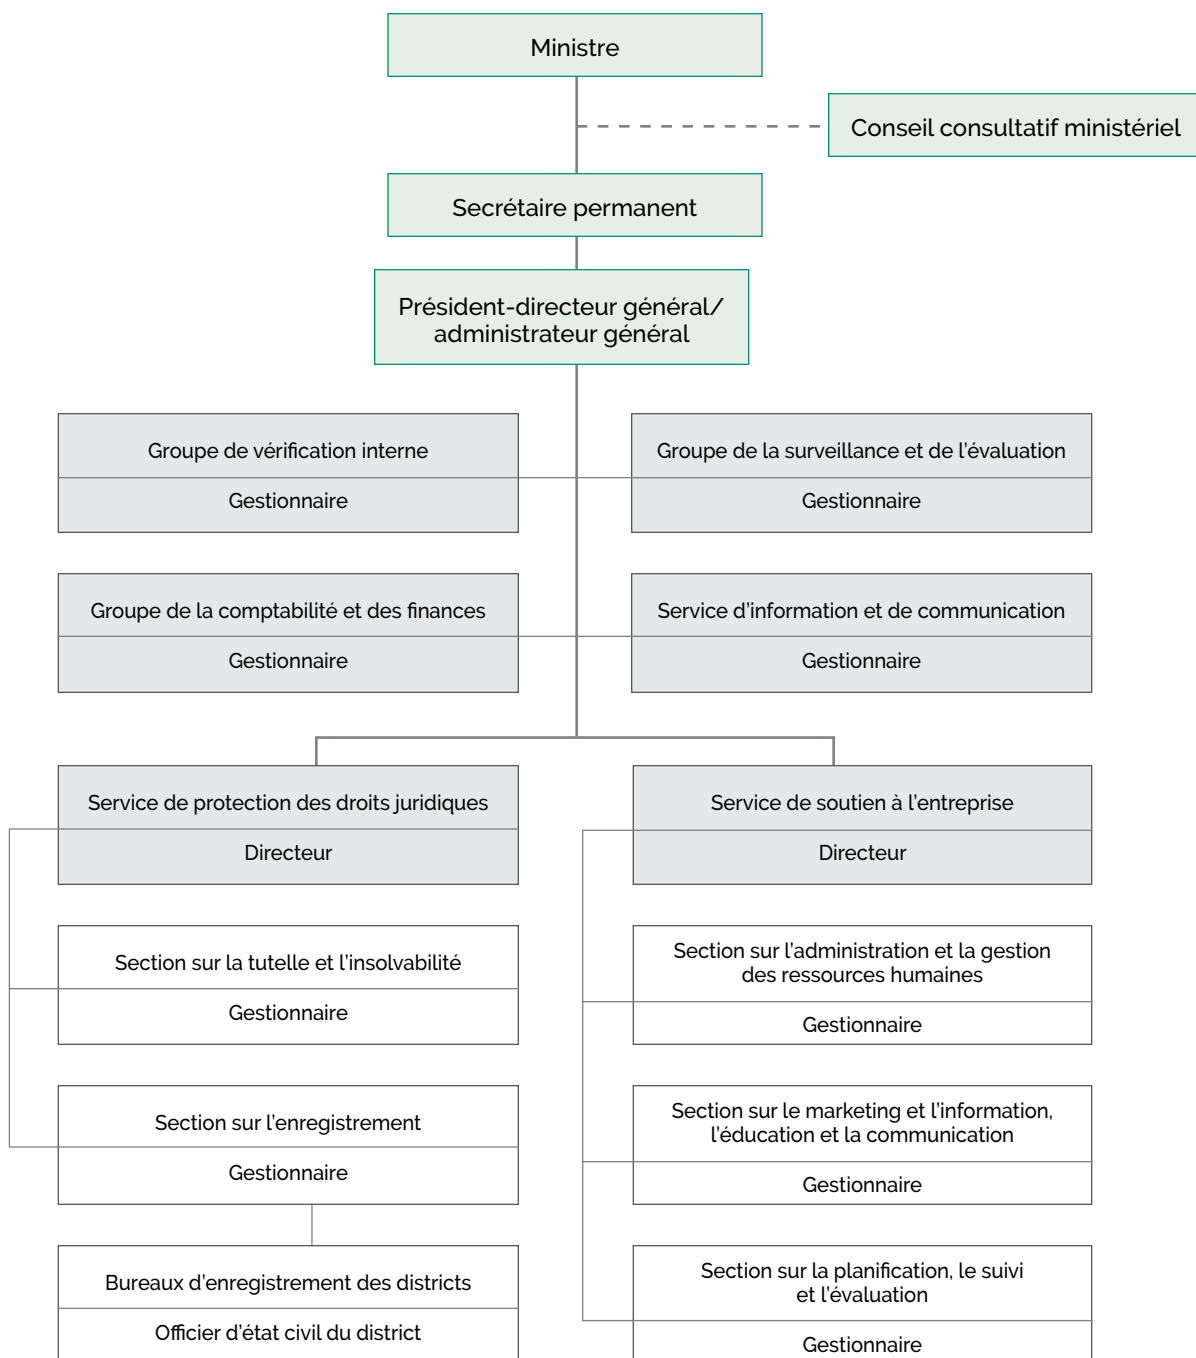 Ministre
Conseil consultatif ministériel
Secrétaire permanent
Président-directeur général/
administrateur général
Groupe de vérification interne
Gestionnaire
Groupe de la surveillance et de l’évaluation
Gestionnaire
Groupe de la comptabilité et des finances
Gestionnaire
Service d’information et de communication
Gestionnaire
Service de protection des droits juridiques
Directeur
Service de soutien à l’entreprise
Directeur
Section sur la tutelle et l’insolvabilité
Gestionnaire
Section sur l’administration et la gestion
des ressources humaines
Gestionnaire
Section sur l’enregistrement
Gestionnaire
Section sur le marketing et l’information,
l’éducation et la communication
Gestionnaire
Bureaux d’enregistrement des districts
Officier d’état civil du district
Section sur la planification, le suivi
et l’évaluation
Gestionnaire